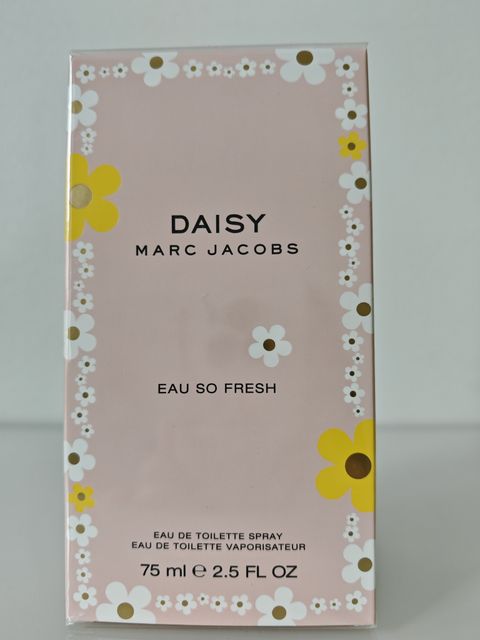 DAISY
MARC JACOBS
EAU SO FRESH
EAU DE TOILETTE SPRAY
EAU DE TOILETTE VAPORISATEUR
75 ml ℮ 2.5 FL OZ